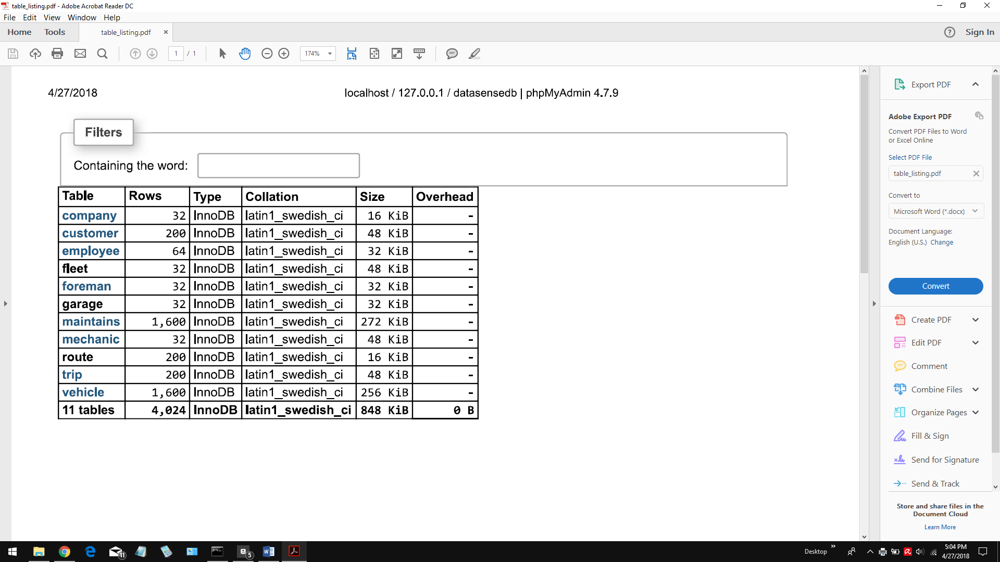 table_listing.pdf - Adobe Acrobat Reader DC
File Edit View Window Help
Home Tools table_listing.pdf × ? Sign In
1 / 1 174%
4/27/2018 localhost / 127.0.0.1 / datasensedb | phpMyAdmin 4.7.9
Filters
Containing the word:
Table Rows Type Collation Size Overhead
company 32 InnoDB latin1_swedish_ci 16 KiB -
customer 200 InnoDB latin1_swedish_ci 48 KiB -
employee 64 InnoDB latin1_swedish_ci 32 KiB -
fleet 32 InnoDB latin1_swedish_ci 48 KiB -
foreman 32 InnoDB latin1_swedish_ci 32 KiB -
garage 32 InnoDB latin1_swedish_ci 32 KiB -
maintains 1,600 InnoDB latin1_swedish_ci 272 KiB -
mechanic 32 InnoDB latin1_swedish_ci 48 KiB -
route 200 InnoDB latin1_swedish_ci 16 KiB -
trip 200 InnoDB latin1_swedish_ci 48 KiB -
vehicle 1,600 InnoDB latin1_swedish_ci 256 KiB -
11 tables 4,024 InnoDB latin1_swedish_ci 848 KiB 0 B
Export PDF
Adobe Export PDF
Convert PDF Files to Word
or Excel Online
Select PDF File
table_listing.pdf
Convert to
Microsoft Word (*.docx)
Document Language:
English (U.S.) Change
Convert
Create PDF
Edit PDF
Comment
Combine Files
Organize Pages
Fill & Sign
Send for Signature
Send & Track
Store and share files in the
Document Cloud
Learn More
11
5
Desktop
5:04 PM
4/27/2018